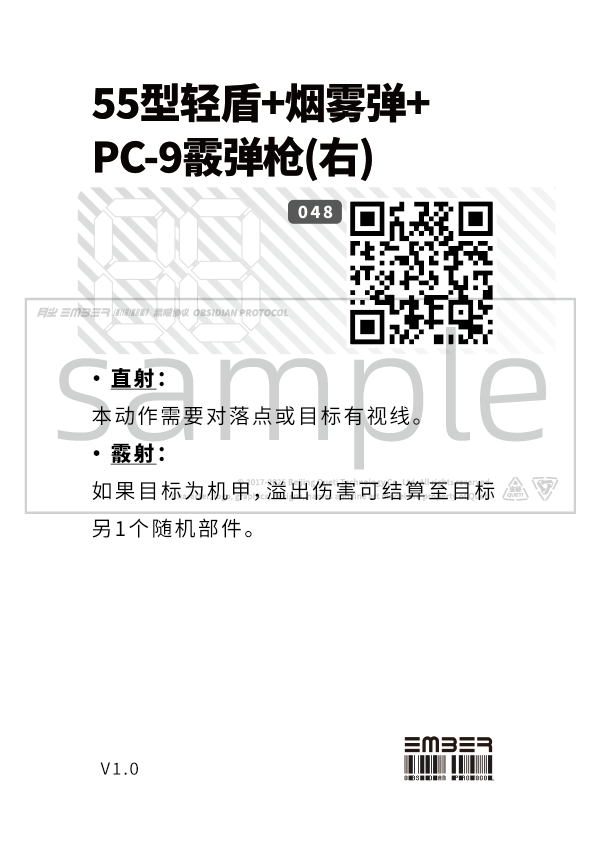 55型轻盾+烟雾弹+
PC-9霰弹枪(右)
048
月尘 EMBER 黑曜协议 OBSIDIAN PROTOCOL
sample
• 直射：
本动作需要对落点或目标有视线。
• 霰射：
如果目标为机甲，溢出伤害可结算至目标
另1个随机部件。
V1.0
EMBER
OBSIDIAN PROTOCOL